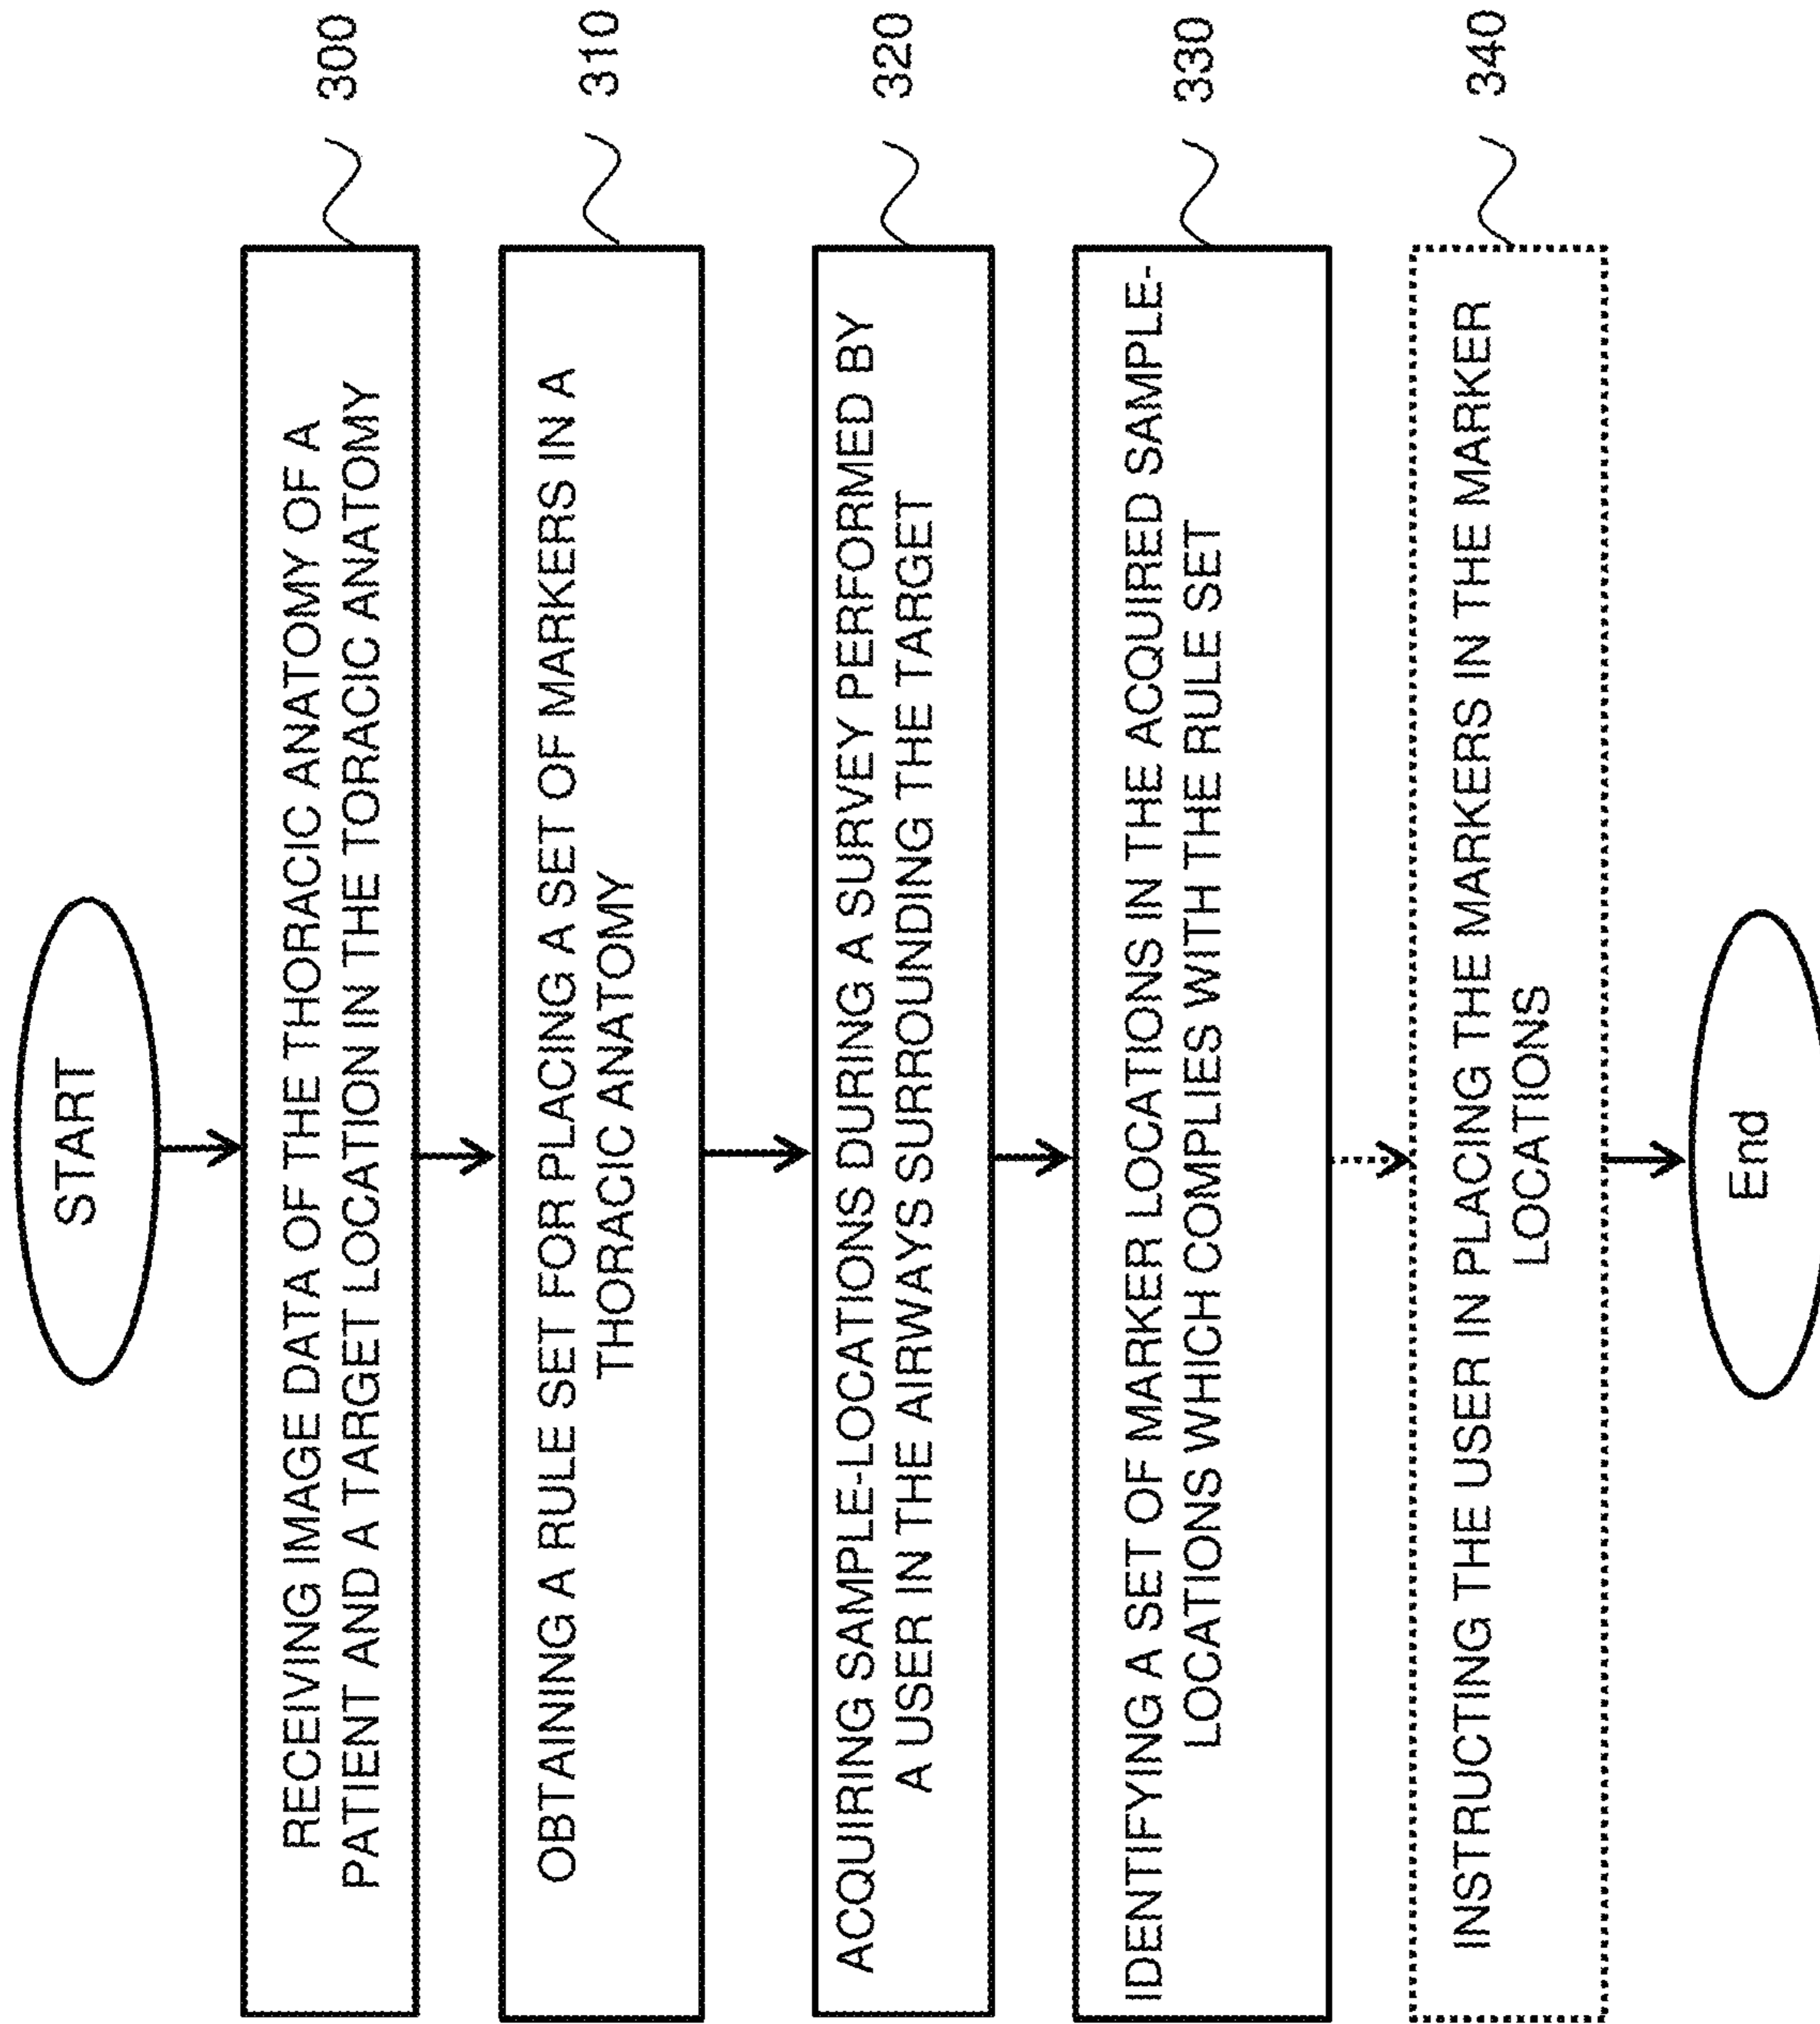 START
RECEIVING IMAGE DATA OF THE THORACIC ANATOMY OF A
PATIENT AND A TARGET LOCATION IN THE TORACIC ANATOMY
300
OBTAINING A RULE SET FOR PLACING A SET OF MARKERS IN A
THORACIC ANATOMY
310
ACQUIRING SAMPLE-LOCATIONS DURING A SURVEY PERFORMED BY
A USER IN THE AIRWAYS SURROUNDING THE TARGET
320
IDENTIFYING A SET OF MARKER LOCATIONS IN THE ACQUIRED SAMPLE-
LOCATIONS WHICH COMPLIES WITH THE RULE SET
330
INSTRUCTING THE USER IN PLACING THE MARKERS IN THE MARKER
LOCATIONS
340
End